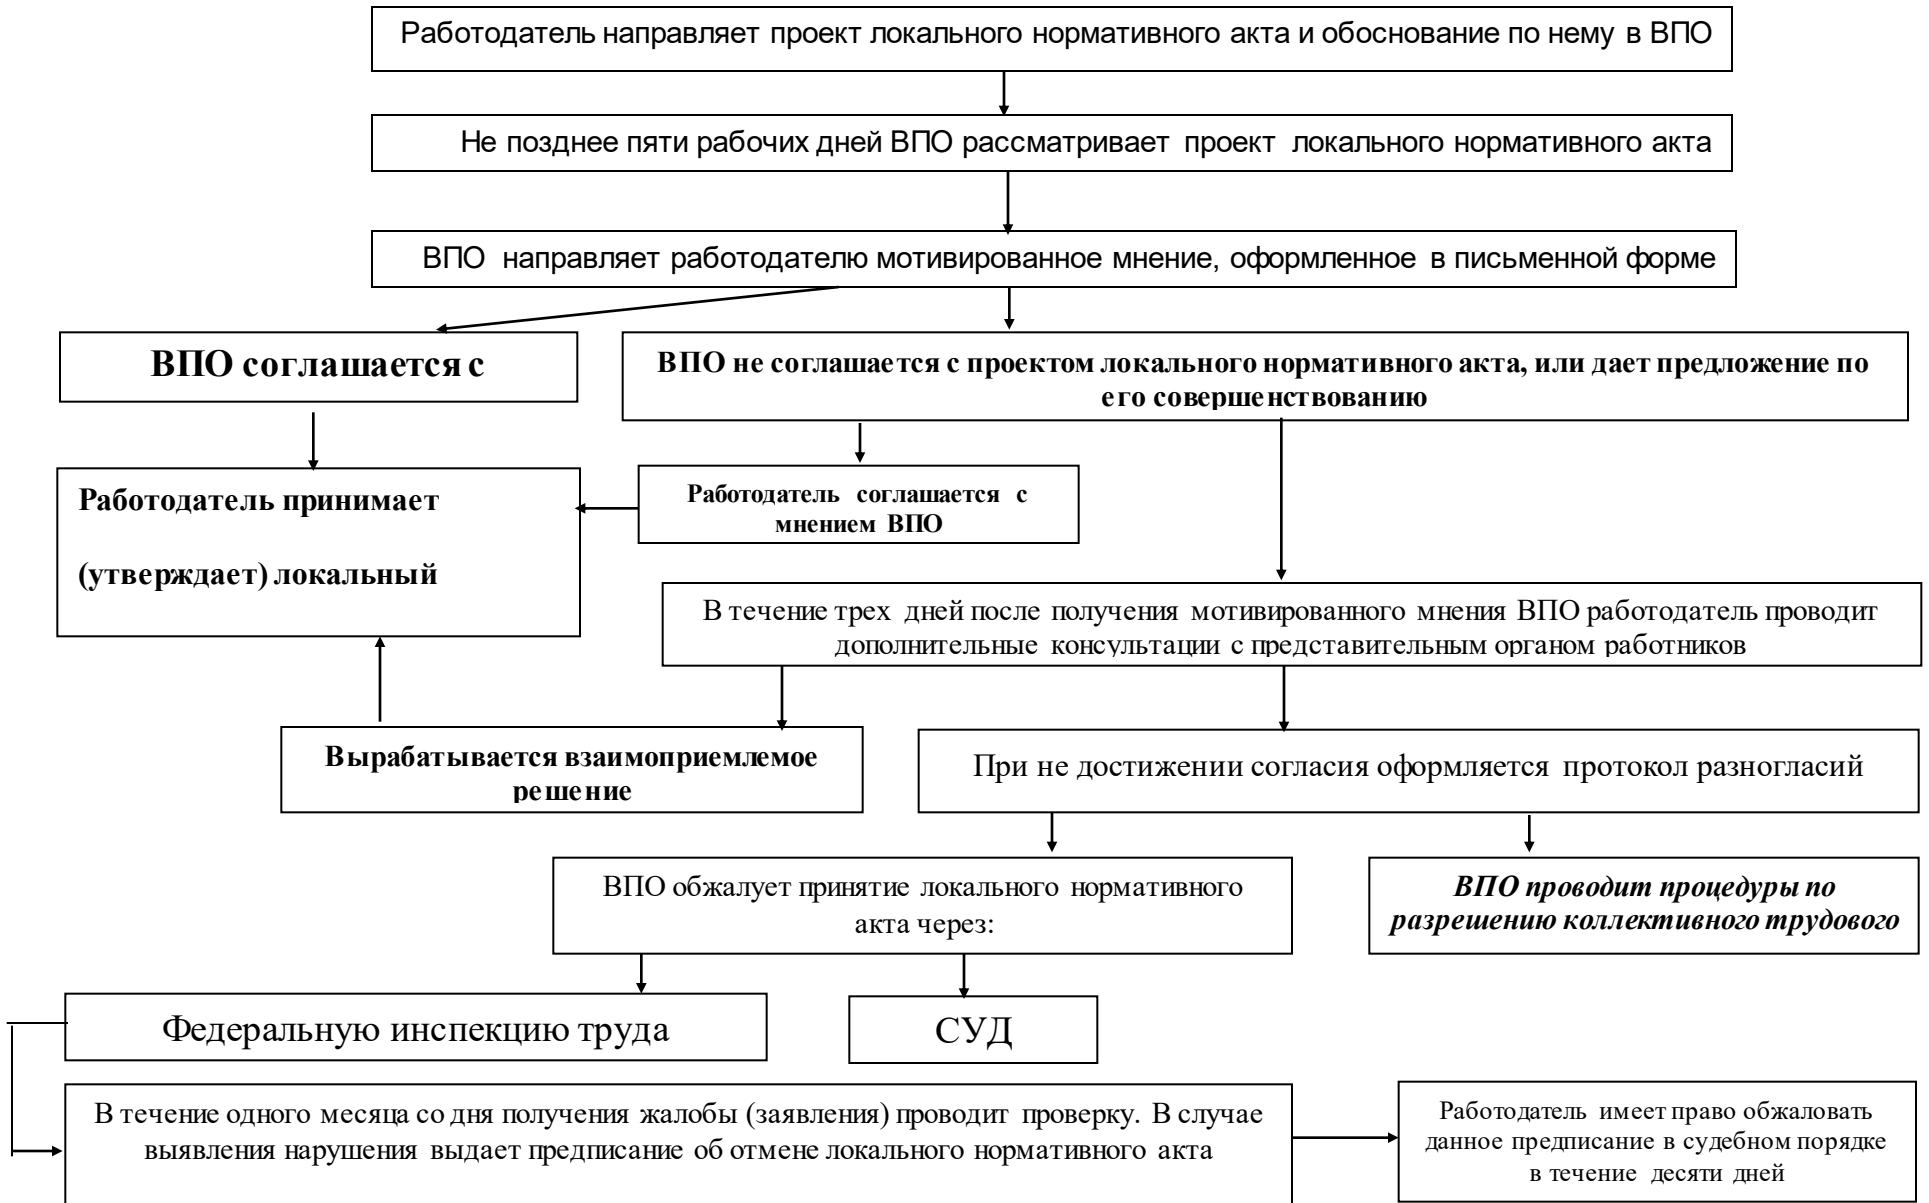 Работодатель направляет проект локального нормативного акта и обоснование по нему в ВПО
Не позднее пяти рабочих дней ВПО рассматривает проект локального нормативного акта
ВПО направляет работодателю мотивированное мнение, оформленное в письменной форме
ВПО соглашается с
ВПО не соглашается с проектом локального нормативного акта, или дает предложение по
его совершенствованию
Работодатель принимает
(утверждает) локальный
Работодатель соглашается с
мнением ВПО
В течение трех дней после получения мотивированного мнения ВПО работодатель проводит
дополнительные консультации с представительным органом работников
Вырабатывается взаимоприемлемое
решение
При не достижении согласия оформляется протокол разногласий
ВПО обжалует принятие локального нормативного
акта через:
ВПО проводит процедуры по
разрешению коллективного трудового
Федеральную инспекцию труда
СУД
В течение одного месяца со дня получения жалобы (заявления) проводит проверку. В случае
выявления нарушения выдает предписание об отмене локального нормативного акта
Работодатель имеет право обжаловать
данное предписание в судебном порядке
в течение десяти дней